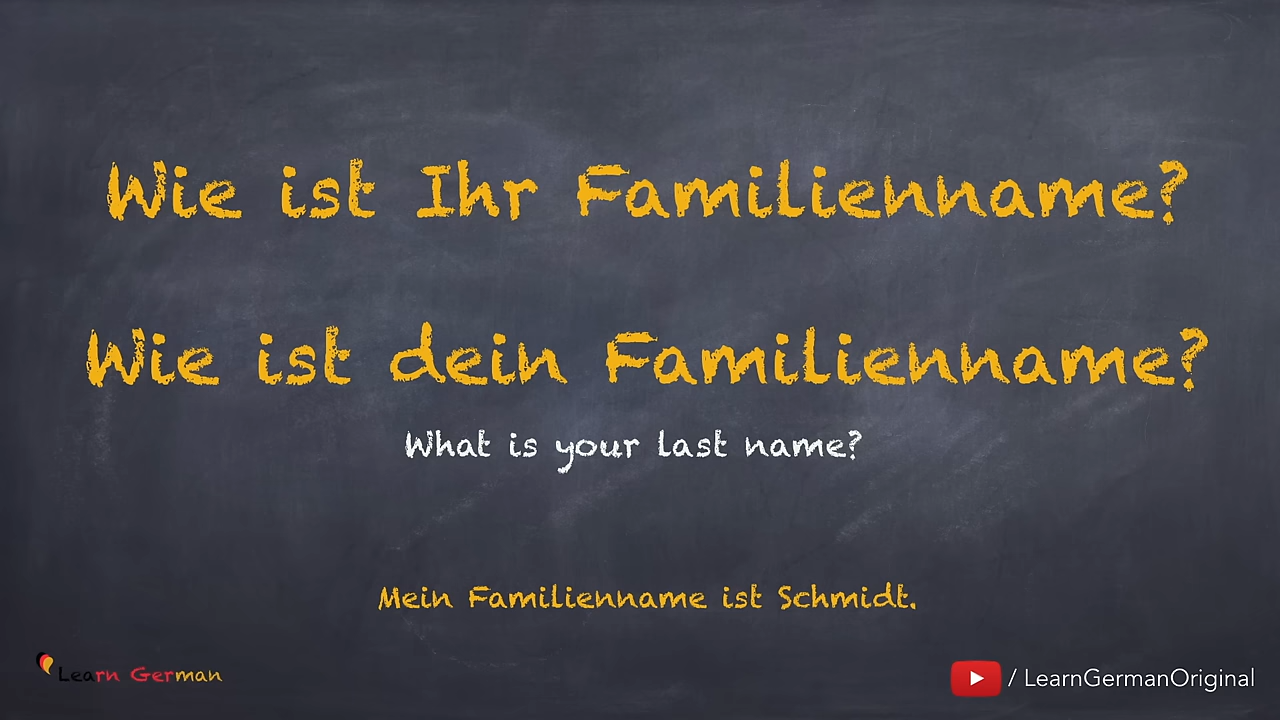 Wie ist Ihr Familienname?
Wie ist dein Familienname?
What is your last name?
Mein Familienname ist Schmidt.
Learn German
/ LearnGermanOriginal